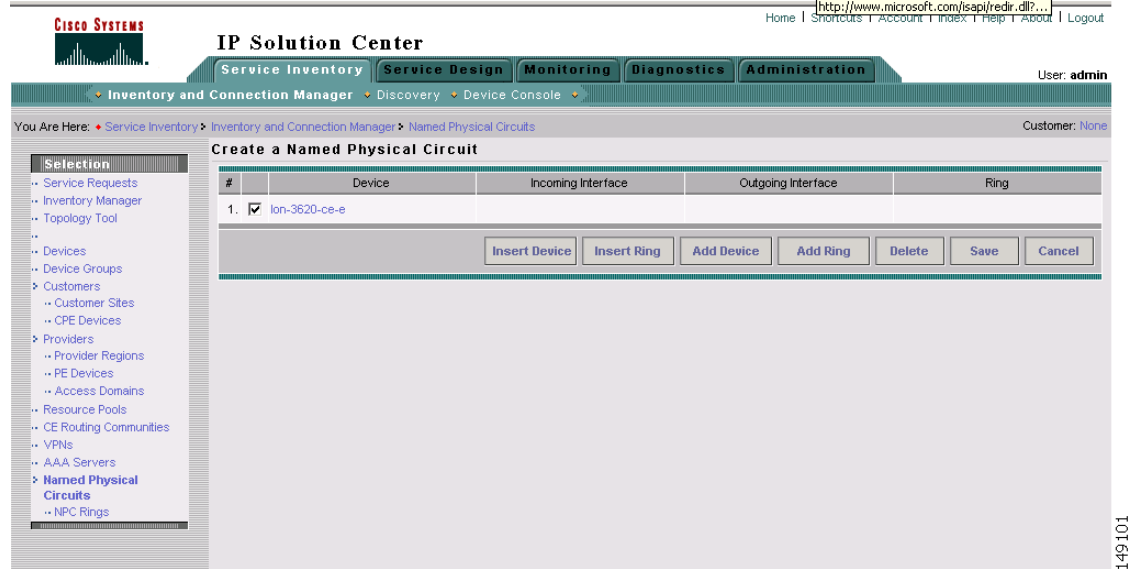 http://www.microsoft.com/isapi/redir.dll?...
CISCO SYSTEMS
Home | Shortcuts | Account | Index | Help | About | Logout
IP Solution Center
Service Inventory Service Design Monitoring Diagnostics Administration
User: admin
Inventory and Connection Manager Discovery Device Console
You Are Here: Service Inventory Inventory and Connection Manager Named Physical Circuits
Customer: None
Create a Named Physical Circuit
Selection
Service Requests
Inventory Manager
Topology Tool
Devices
Device Groups
Customers
Customer Sites
CPE Devices
Providers
Provider Regions
PE Devices
Access Domains
Resource Pools
CE Routing Communities
VPNs
AAA Servers
Named Physical
Circuits
NPC Rings
# Device Incoming Interface Outgoing Interface Ring
1. lon-3620-ce-e
Insert Device Insert Ring Add Device Add Ring Delete Save Cancel
149101